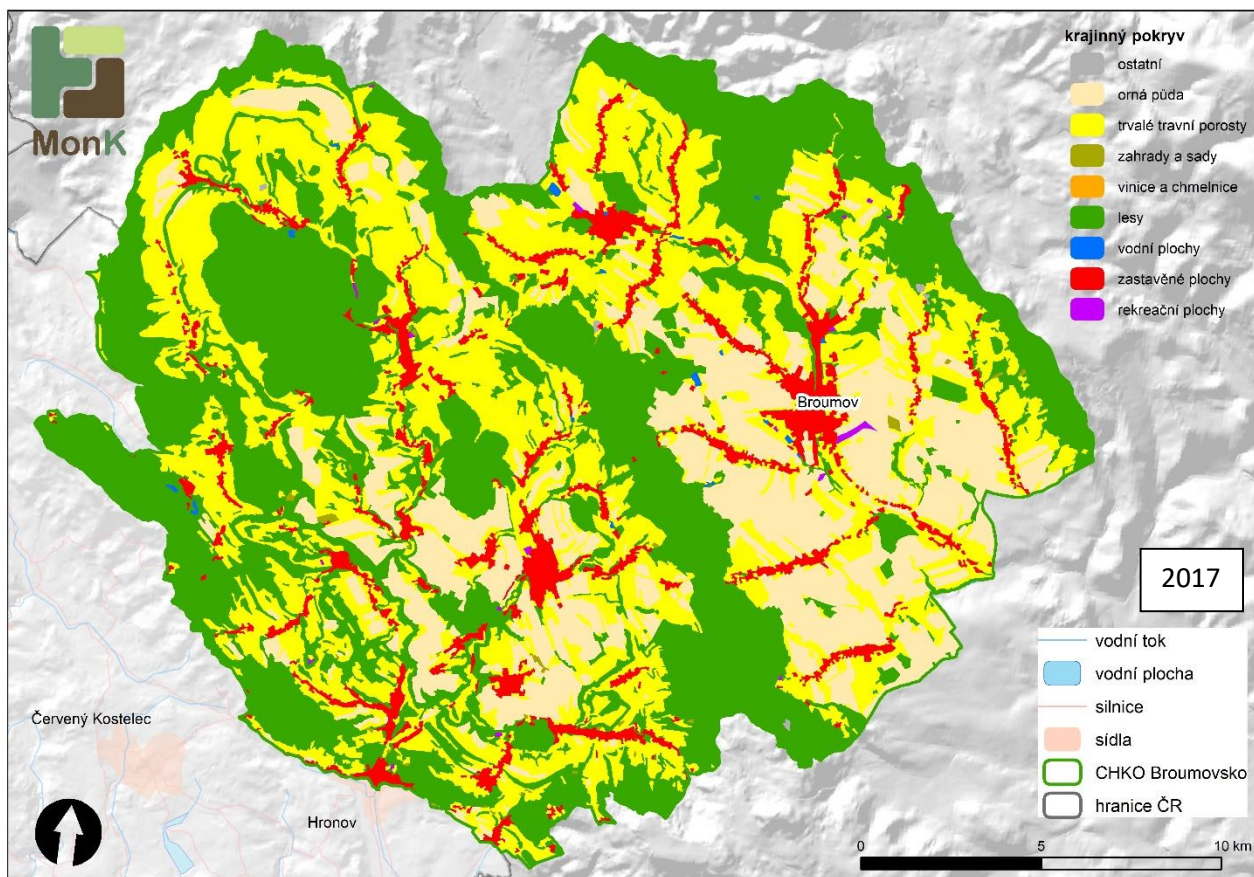 MonK
krajinný pokryv
ostatní
orná půda
trvalé travní porosty
zahrady a sady
vinice a chmelnice
lesy
vodní plochy
zastavěné plochy
rekreační plochy
Broumov
2017
vodní tok
vodní plocha
silnice
sídla
CHKO Broumovsko
hranice ČR
Červený Kostelec
Hronov
0 5 10 km